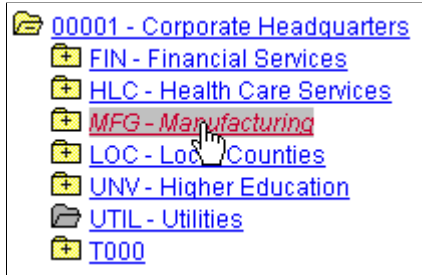 00001 - Corporate Headquarters
FIN - Financial Services
HLC - Health Care Services
MFG - Manufacturing
LOC - Local Counties
UNV - Higher Education
UTIL - Utilities
T000